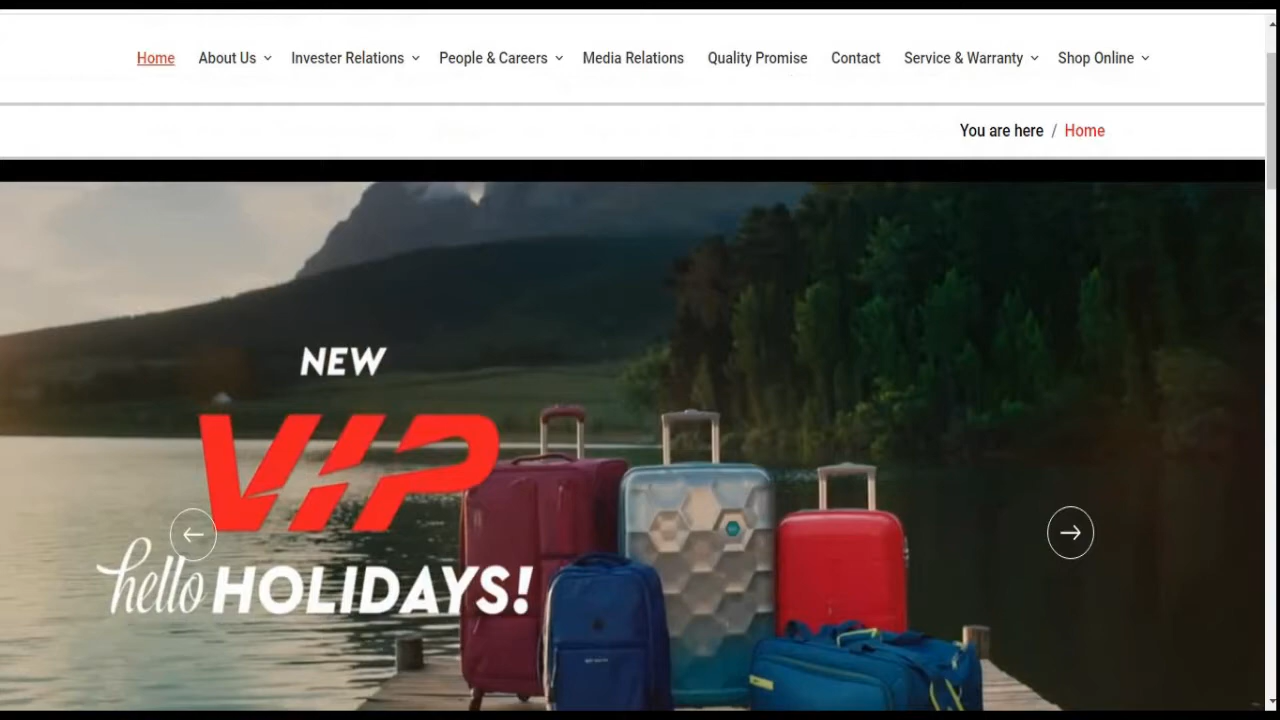 Home About Us Invester Relations People & Careers Media Relations Quality Promise Contact Service & Warranty Shop Online
You are here / Home
NEW
VIP
hello HOLIDAYS!